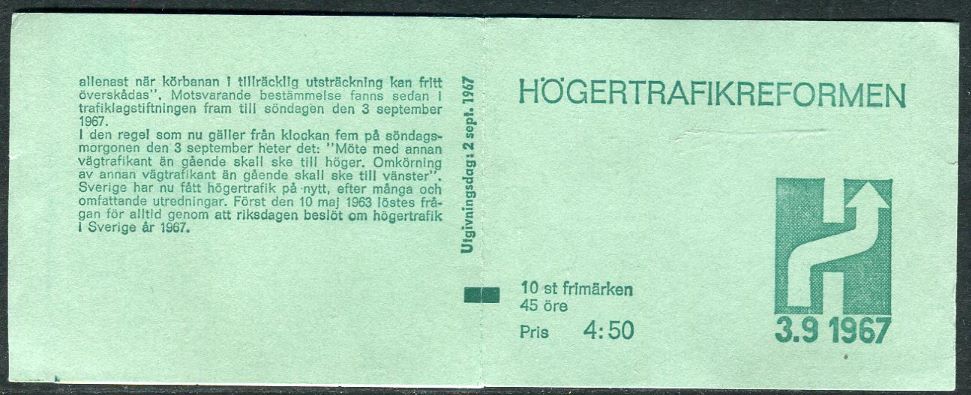 allenast när körbanan i tillräcklig utsträckning kan fritt
överskådas". Motsvarande bestämmelse fanns sedan i
trafiklagstiftningen fram till söndagen den 3 september
1967.
I den regel som nu gäller från klockan fem på söndags-
morgonen den 3 september heter det: "Möte med annan
vägtrafikant än gående skall ske till höger. Omkörning
av annan vägtrafikant än gående skall ske till vänster".
Sverige har nu fått högertrafik på nytt, efter många och
omfattande utredningar. Först den 10 maj 1963 löstes frå-
gan för alltid genom att riksdagen beslöt om högertrafik
i Sverige år 1967.
Utgivningsdag: 2 sept. 1967
HÖGERTRAFIKREFORMEN
10 st frimärken
45 öre
Pris 4:50
H
3.9 1967